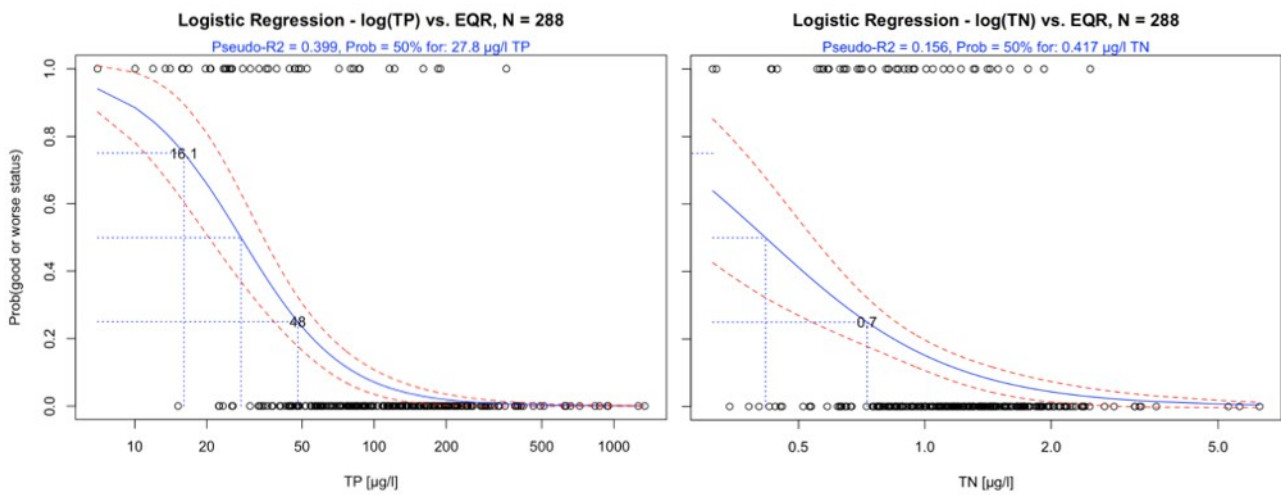 Logistic Regression - log(TP) vs. EQR, N = 288
Pseudo-R2 = 0.399, Prob = 50% for: 27.8 µg/l TP
Prob(good or worse status)
1.0
0.8
0.6
0.4
0.2
0.0
16.1
48
10 20 50 100 200 500 1000
TP [µg/l]
Logistic Regression - log(TN) vs. EQR, N = 288
Pseudo-R2 = 0.156, Prob = 50% for: 0.417 µg/l TN
0.7
0.5 1.0 2.0 5.0
TN [µg/l]